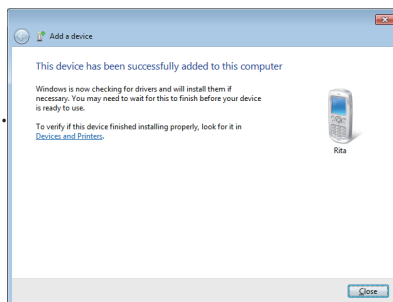 Add a device
This device has been successfully added to this computer
Windows is now checking for drivers and will install them if
necessary. You may need to wait for this to finish before your device
is ready to use.
To verify if this device finished installing properly, look for it in
Devices and Printers.
Rita
Close